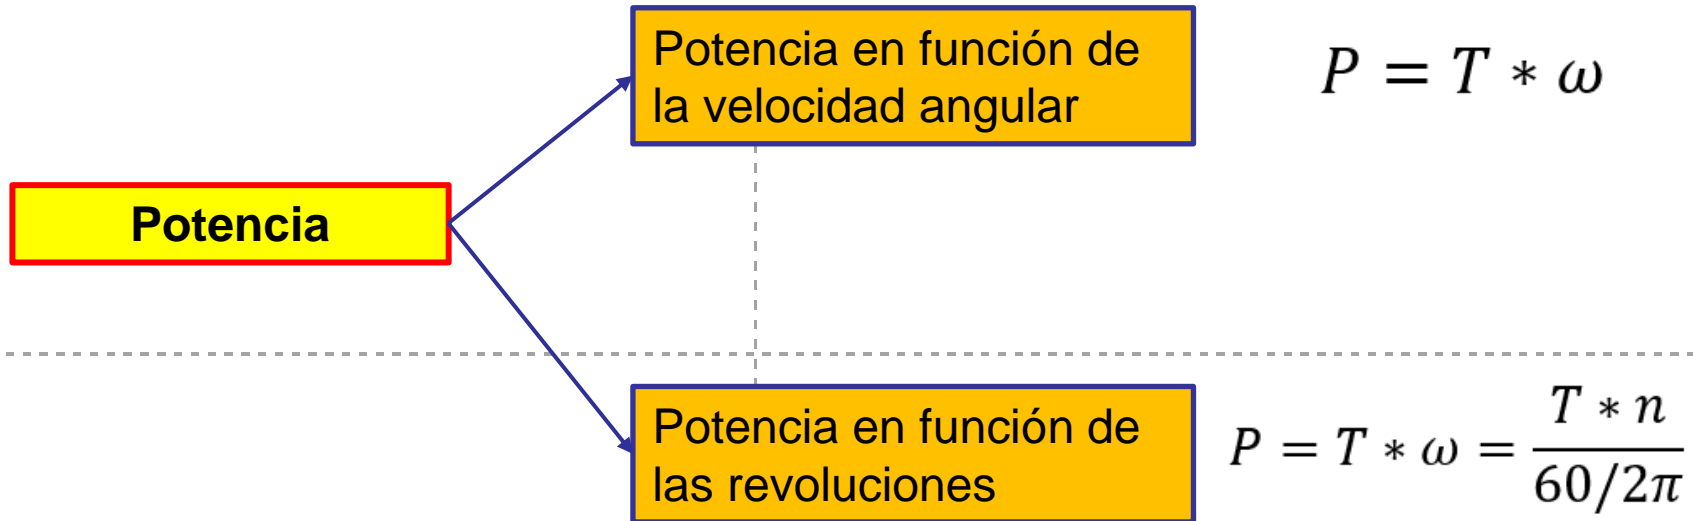 Potencia en función de
la velocidad angular
P = T * ω
Potencia
Potencia en función de
las revoluciones
P = T * ω = T * n / 60/2π